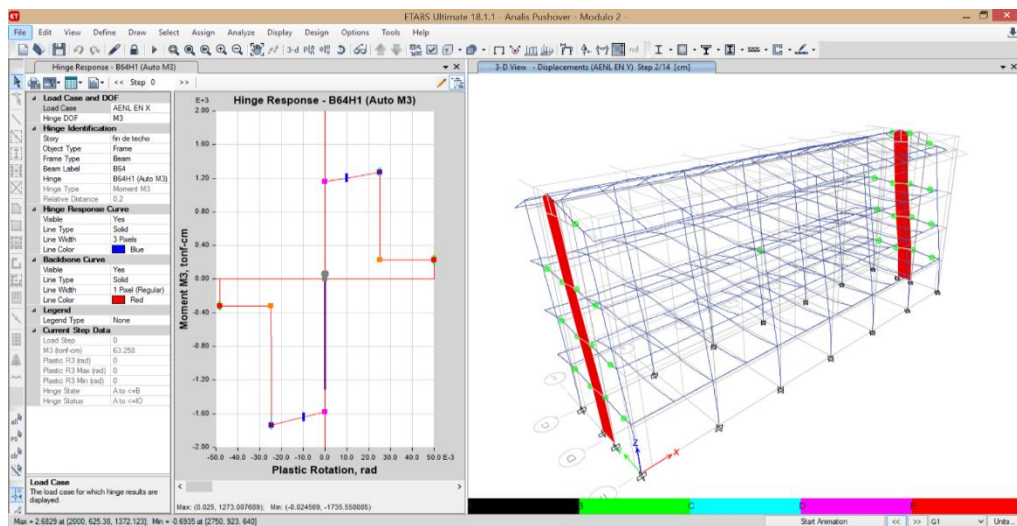 ETABS Ultimate 18.1.1 - Analis Pushover - Modulo 2 -
File Edit View Define Draw Select Assign Analyze Display Design Options Tools Help
Hinge Response - B64H1 (Auto M3)
<< Step 0 >>
Load Case and DOF
Load Case AENL EN X
Hinge DOF M3
Hinge Identification
Story fin de techo
Object Type Frame
Frame Type Beam
Beam Label B64
Hinge B64H1 (Auto M3)
Hinge Type Moment M3
Relative Distance 0.2
Hinge Response Curve
Visible Yes
Line Type Solid
Line Width 3 Pixels
Line Color Blue
Backbone Curve
Visible Yes
Line Type Solid
Line Width 1 Pixel (Regular)
Line Color Red
Legend
Legend Type None
Current Step Data
Load Step 0
M3 (tonf-cm) 63.258
Plastic R3 (rad) 0
Plastic R3 Max (rad) 0
Plastic R3 Min (rad) 0
Hinge State A to <=B
Hinge Status A to <=IO
Load Case
The load case for which hinge results are displayed.
Hinge Response - B64H1 (Auto M3)
E+3
2.00
1.60
1.20
0.80
0.40
0.00
-0.40
-0.80
-1.20
-1.60
-2.00
Moment M3, tonf-cm
-50.0 -40.0 -30.0 -20.0 -10.0 0.0 10.0 20.0 30.0 40.0 50.0 E-3
Plastic Rotation, rad
Max: (0.025, 1273.007689); Min: (-0.024569, -1735.558085)
3-D View - Displacements (AENL EN Y) Step 2/14 [cm]
D
Z
X
B C D E
Max = 2.6829 at [2000, 625.38, 1372.123]; Min = -0.6935 at [2750, 923, 640]
Start Animation << >> G1 Units...